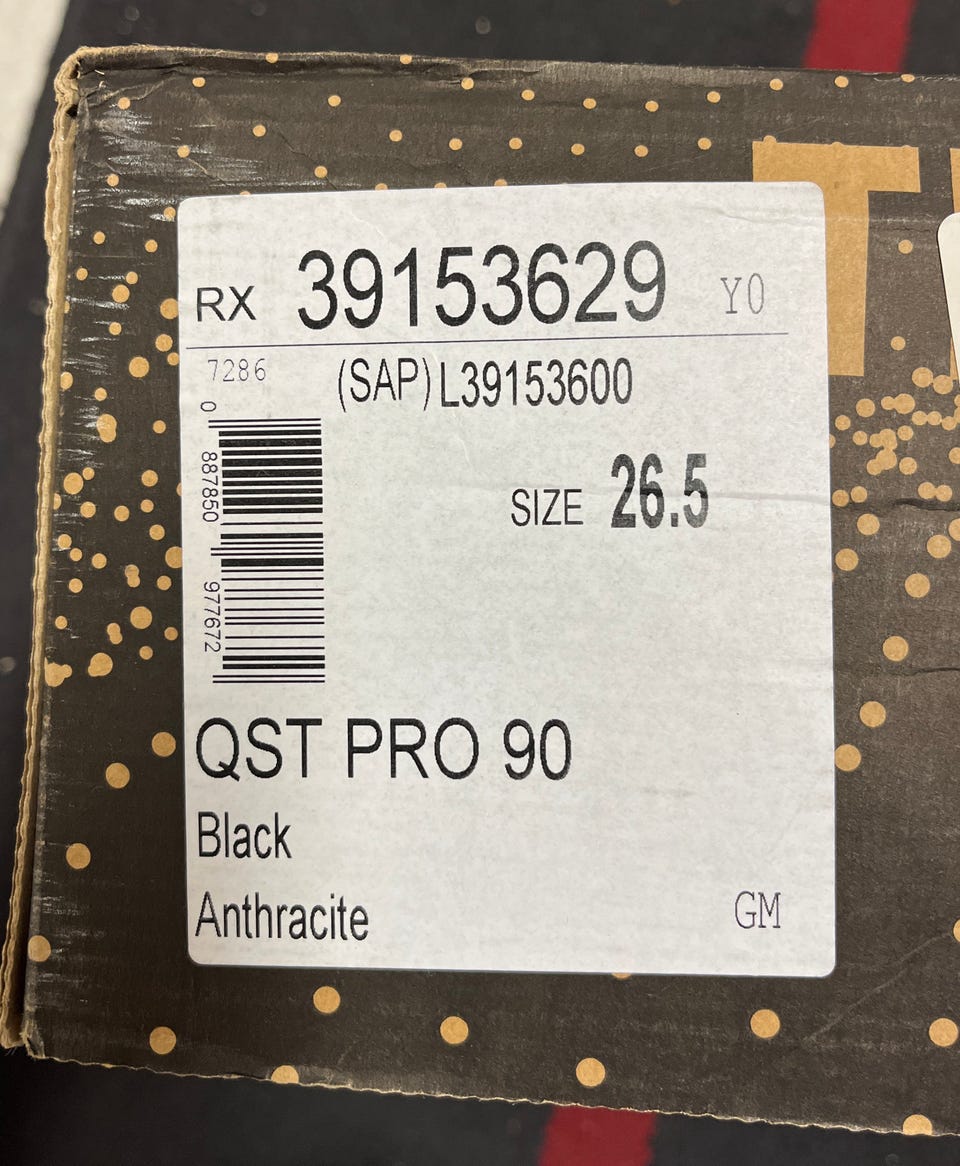 T
RX 39153629 Y0
7286 (SAP)L39153600
0 887850 977672
SIZE 26.5
QST PRO 90
Black
Anthracite GM